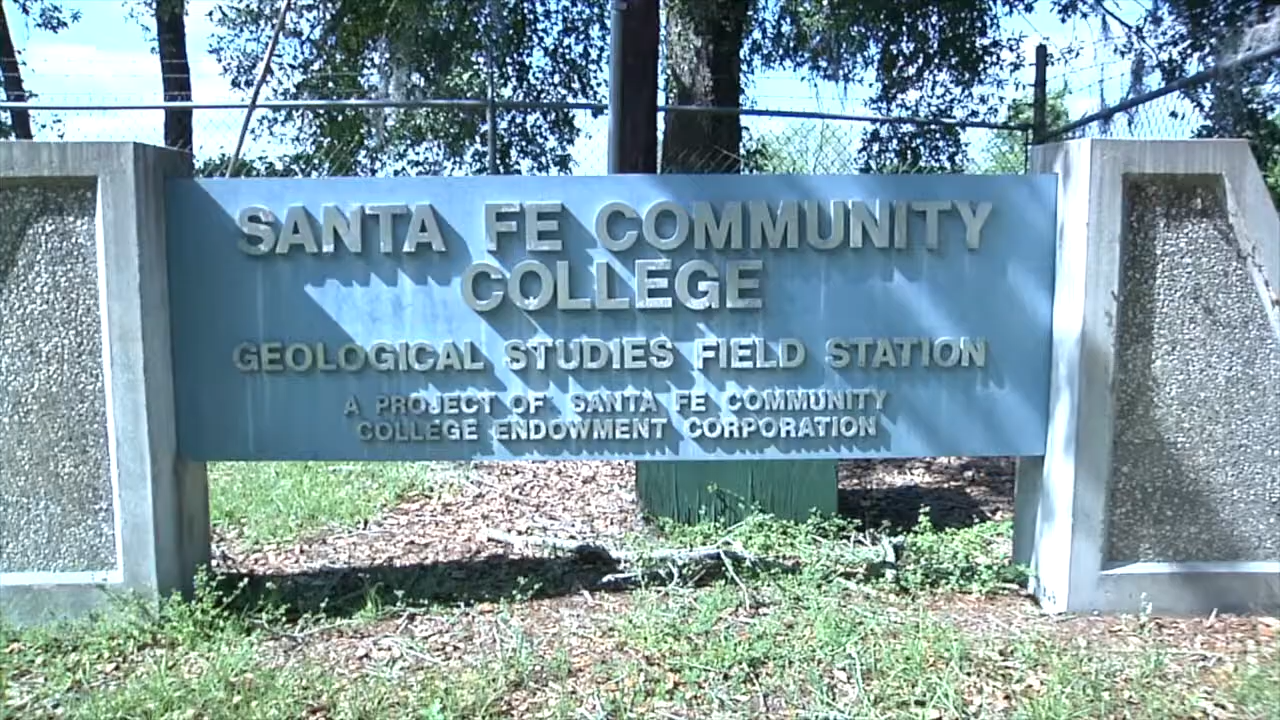 SANTA FE COMMUNITY
COLLEGE
GEOLOGICAL STUDIES FIELD STATION
A PROJECT OF SANTA FE COMMUNITY
COLLEGE ENDOWMENT CORPORATION